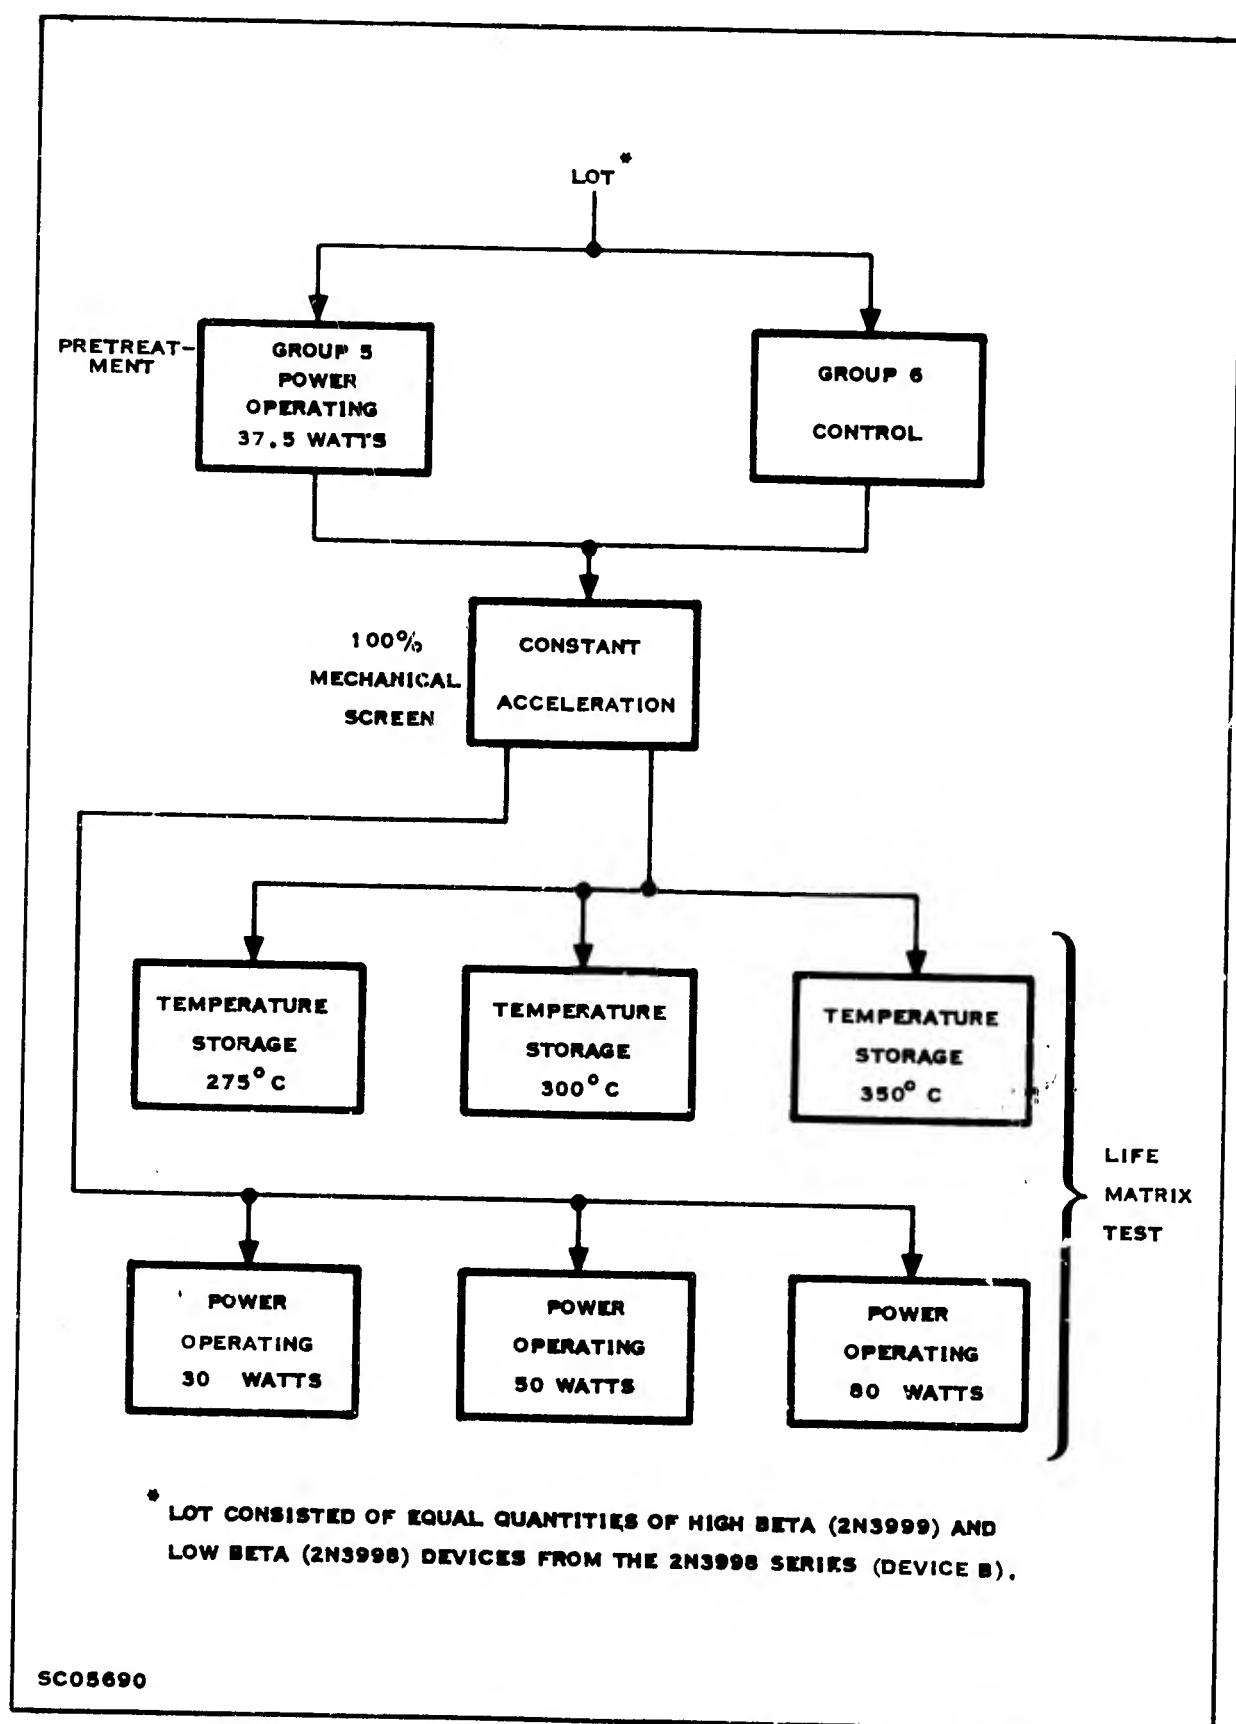 LOT *
PRETREAT-
MENT
GROUP 5
POWER
OPERATING
37.5 WATTS
GROUP 6
CONTROL
100%
MECHANICAL
SCREEN
CONSTANT
ACCELERATION
TEMPERATURE
STORAGE
275°C
TEMPERATURE
STORAGE
300°C
TEMPERATURE
STORAGE
350° C
LIFE
MATRIX
TEST
POWER
OPERATING
30 WATTS
POWER
OPERATING
50 WATTS
POWER
OPERATING
80 WATTS
* LOT CONSISTED OF EQUAL QUANTITIES OF HIGH BETA (2N3999) AND
LOW BETA (2N3998) DEVICES FROM THE 2N3998 SERIES (DEVICE B).
SC05690